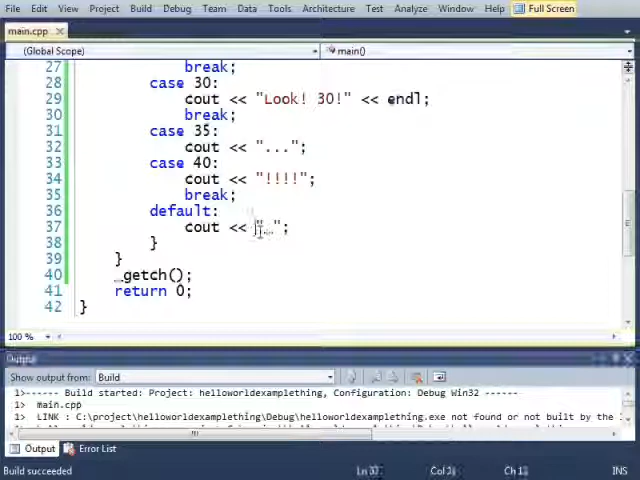 File Edit View Project Build Debug Team Data Tools Architecture Test Analyze Window Help Full Screen
main.cpp
(Global Scope) main()
27 break;
28 case 30:
29 cout << "Look! 30!" << endl;
30 break;
31 case 35:
32 cout << "...";
33 case 40:
34 cout << "!!!!";
35 break;
36 default:
37 cout << "..";
38 }
39 }
40 _getch();
41 return 0;
42 }
100 %
Output
Show output from: Build
1>------ Build started: Project: helloworldexamplething, Configuration: Debug Win32 ------
1> main.cpp
1> LINK : C:\project\helloworldexamplething\Debug\helloworldexamplething.exe not found or not built by the
Output Error List
Build succeeded Ln 37 Col 21 INS